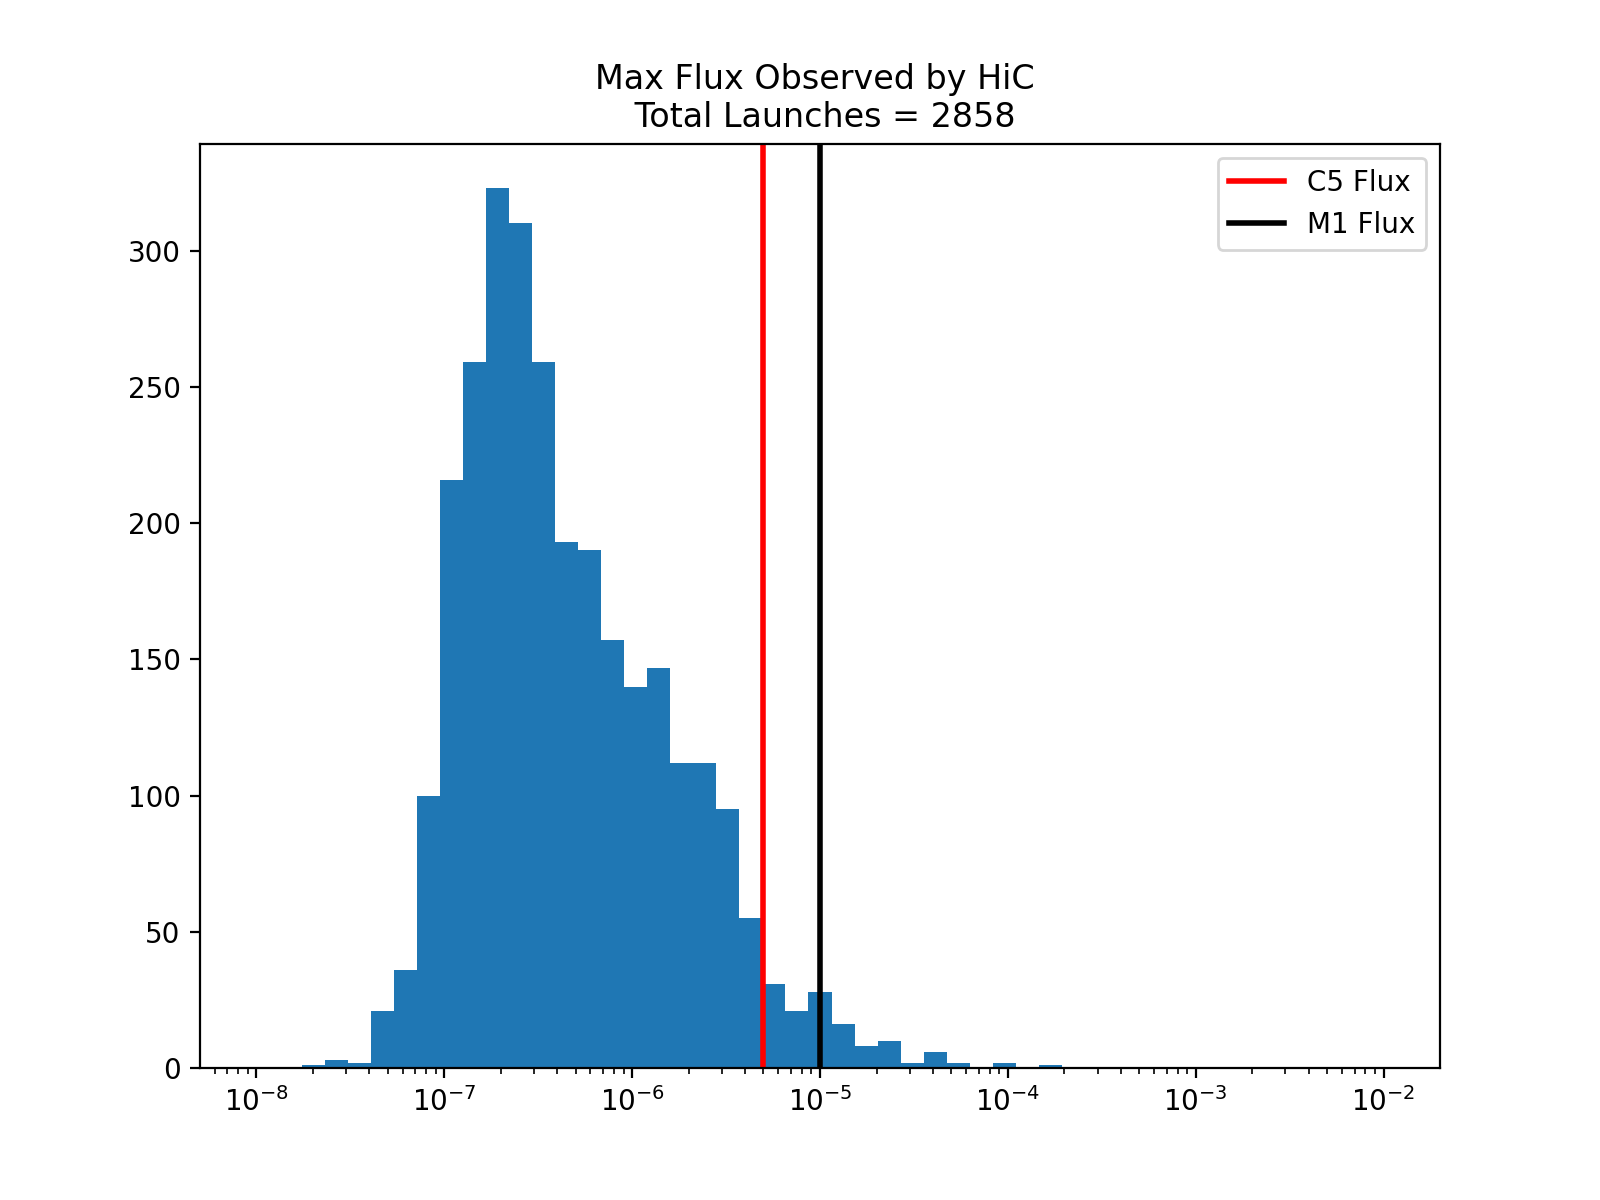 Max Flux Observed by HiC
Total Launches = 2858
C5 Flux
M1 Flux
300
250
200
150
100
50
0
10⁻⁸ 10⁻⁷ 10⁻⁶ 10⁻⁵ 10⁻⁴ 10⁻³ 10⁻²